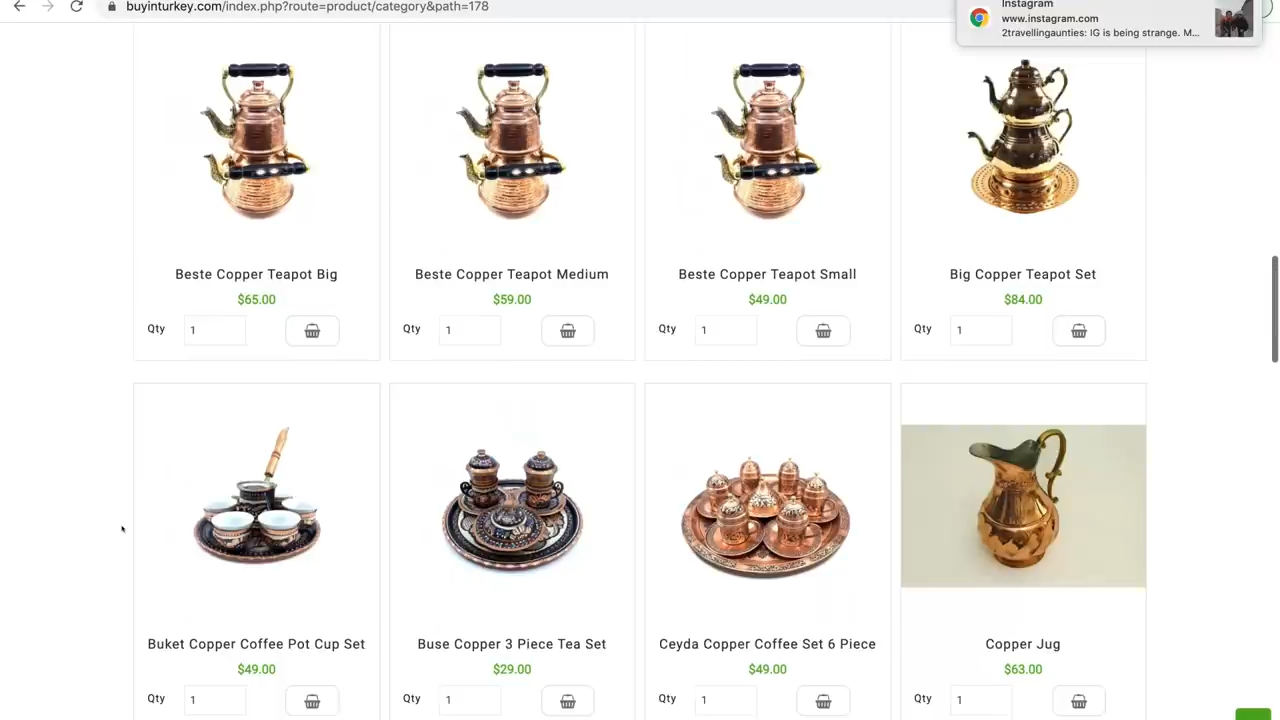 buyinturkey.com/index.php?route=product/category&path=178
Instagram
www.instagram.com
2travellingaunties: IG is being strange. M...
Beste Copper Teapot Big
Beste Copper Teapot Medium
Beste Copper Teapot Small
Big Copper Teapot Set
$65.00
$59.00
$49.00
$84.00
Qty 1
Qty 1
Qty 1
Qty 1
Buket Copper Coffee Pot Cup Set
Buse Copper 3 Piece Tea Set
Ceyda Copper Coffee Set 6 Piece
Copper Jug
$49.00
$29.00
$49.00
$63.00
Qty 1
Qty 1
Qty 1
Qty 1